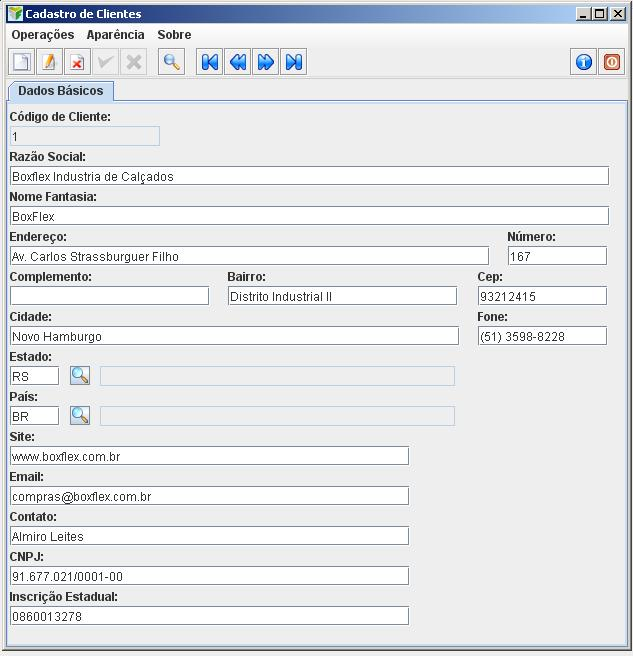 Cadastro de Clientes
Operações Aparência Sobre
Dados Básicos
Código de Cliente:
1
Razão Social:
Boxflex Industria de Calçados
Nome Fantasia:
BoxFlex
Endereço: Número:
Av. Carlos Strassburguer Filho 167
Complemento: Bairro: Cep:
Distrito Industrial II 93212415
Cidade: Fone:
Novo Hamburgo (51) 3598-8228
Estado:
RS
País:
BR
Site:
www.boxflex.com.br
Email:
compras@boxflex.com.br
Contato:
Almiro Leites
CNPJ:
91.677.021/0001-00
Inscrição Estadual:
0860013278